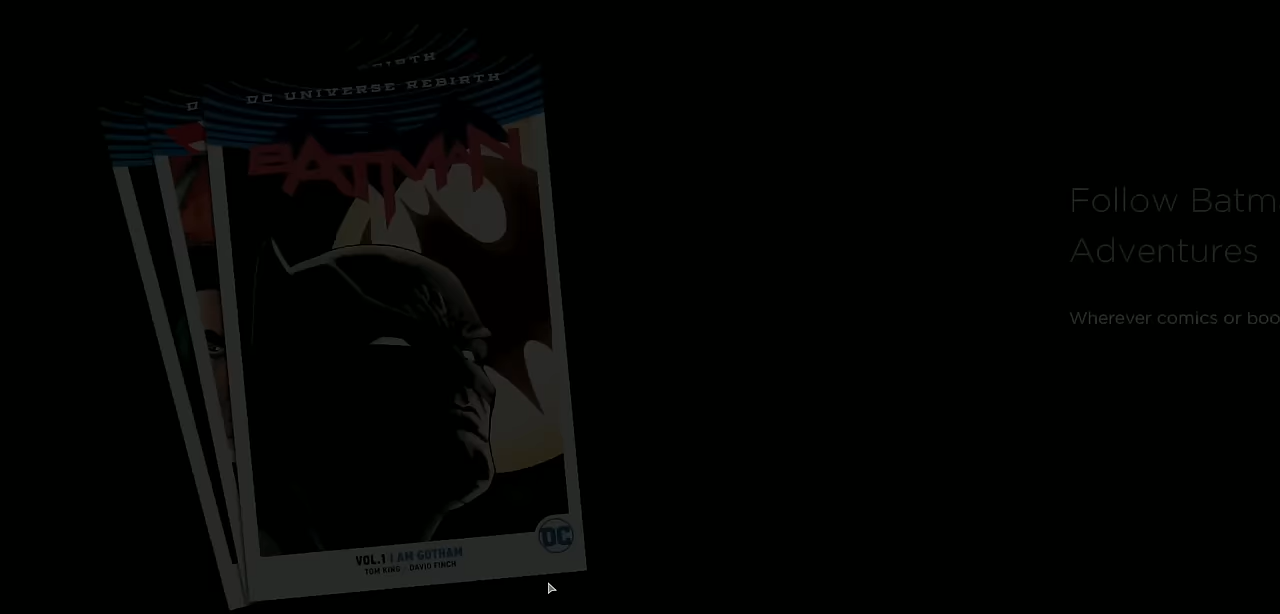 IRTH
D
DC UNIVERSE REBIRTH
BATMAN
VOL.1 I AM GOTHAM
TOM KING DAVID FINCH
DC
Follow Batm
Adventures
Wherever comics or boo